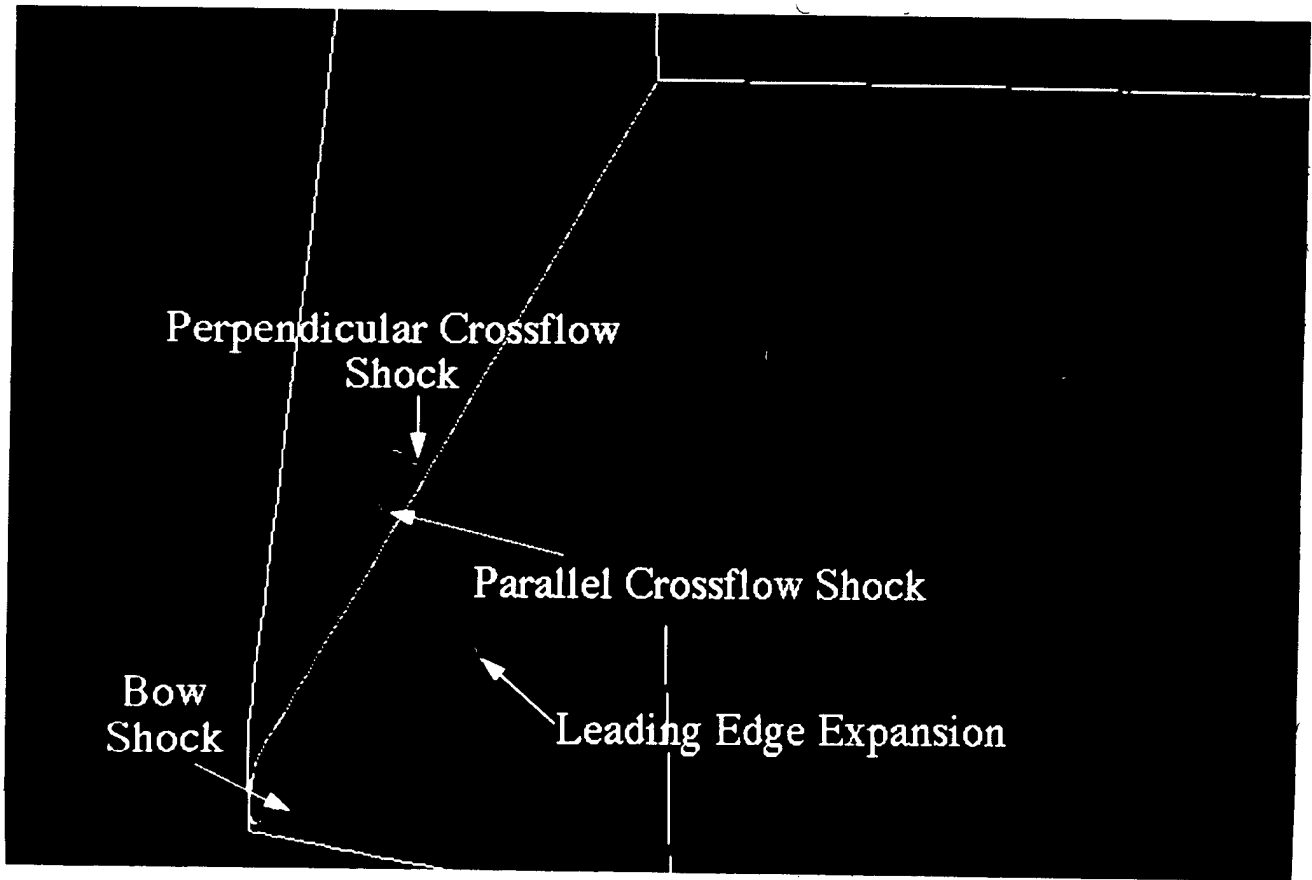 Perpendicular Crossflow
Shock
Parallel Crossflow Shock
Bow
Shock
Leading Edge Expansion